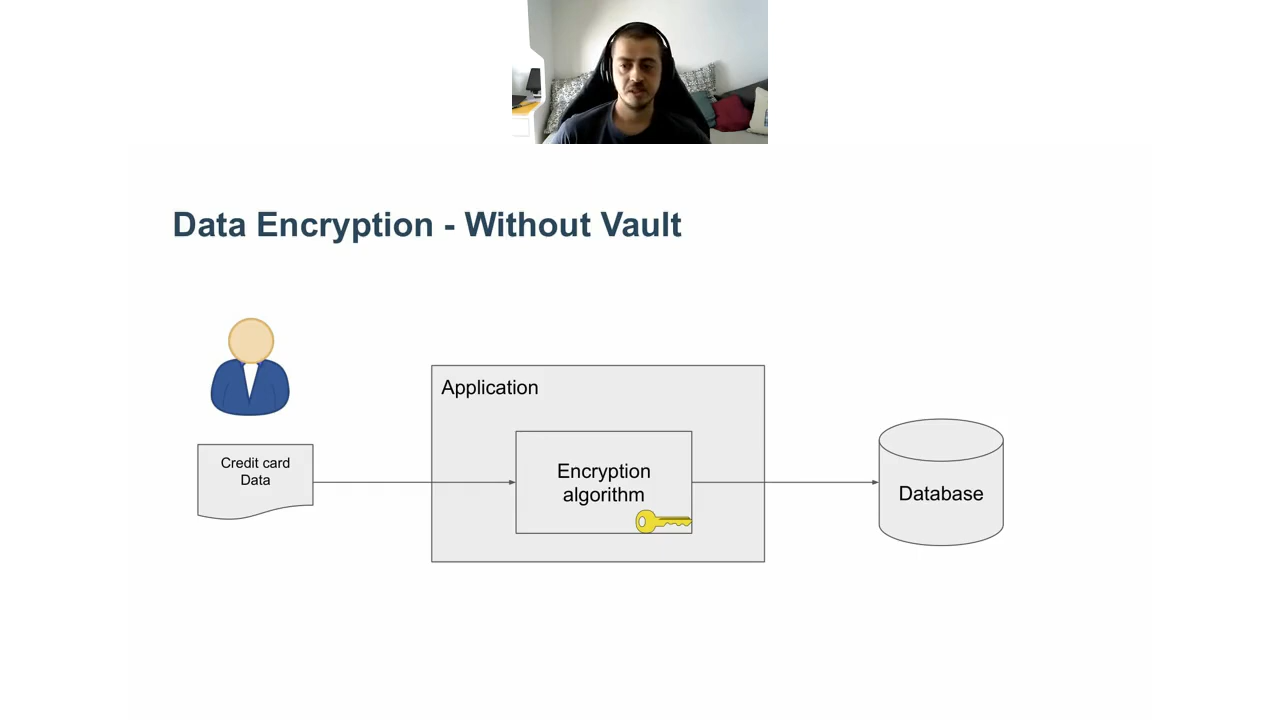 Data Encryption - Without Vault
Application
Credit card
Data
Encryption
algorithm
Database